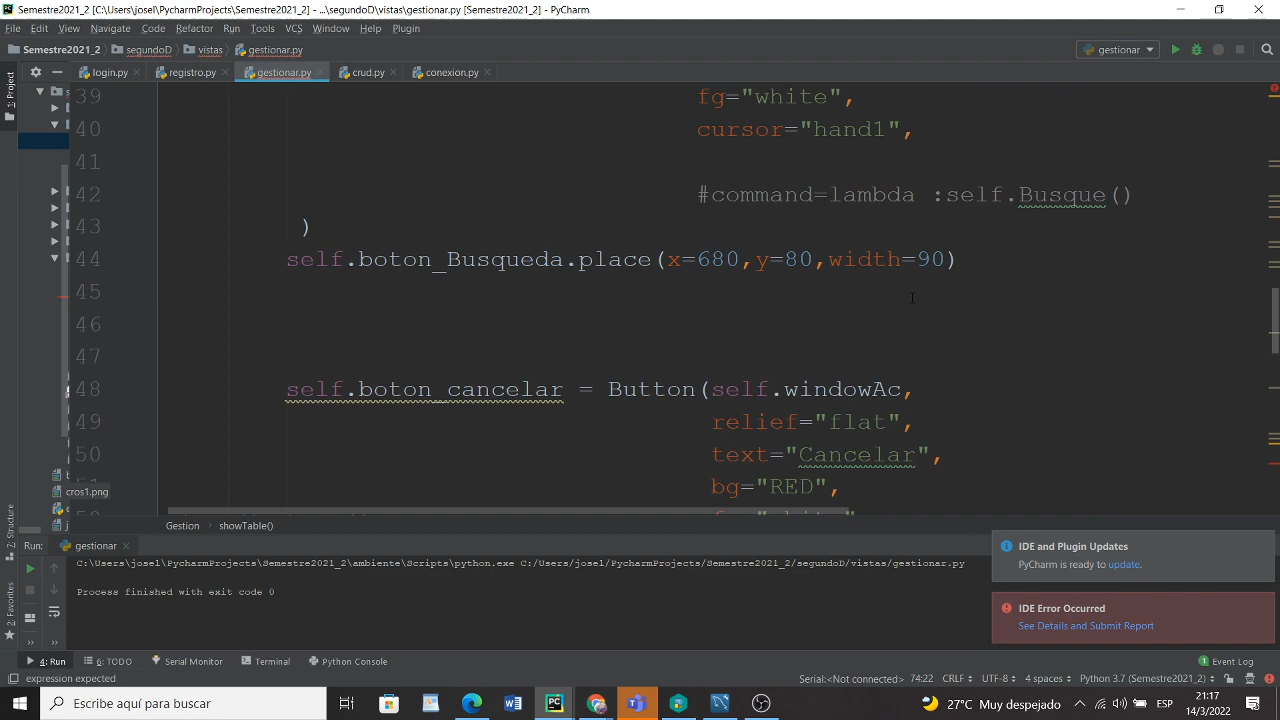 Semestre2021_2 [C:\Users\josel\PycharmProjects\Semestre2021_2] - ...\segundoD\vistas\gestionar.py [Semestre2021_2] - PyCharm
File Edit View Navigate Code Refactor Run Tools VCS Window Help Plugin
Semestre2021_2 segundoD vistas gestionar.py gestionar
login.py registro.py gestionar.py crud.py conexion.py
1: Project
39 fg="white",
40 cursor="hand1",
41
42 #command=lambda :self.Busque()
43 )
44 self.boton_Busqueda.place(x=680,y=80,width=90)
45
46
47
48 self.boton_cancelar = Button(self.windowAc,
49 relief="flat",
50 text="Cancelar",
bg="RED",
cros1.png
Gestion showTable()
Z: Structure
2: Favorites
Run: gestionar
C:\Users\josel\PycharmProjects\Semestre2021_2\ambiente\Scripts\python.exe C:/Users/josel/PycharmProjects/Semestre2021_2/segundoD/vistas/gestionar.py
Process finished with exit code 0
IDE and Plugin Updates
PyCharm is ready to update.
IDE Error Occurred
See Details and Submit Report
4: Run 6: TODO Serial Monitor Terminal Python Console 1 Event Log
expression expected Serial:<Not connected> 74:22 CRLF UTF-8 4 spaces Python 3.7 (Semestre2021_2)
Escribe aquí para buscar 27°C Muy despejado ESP 21:17
14/3/2022